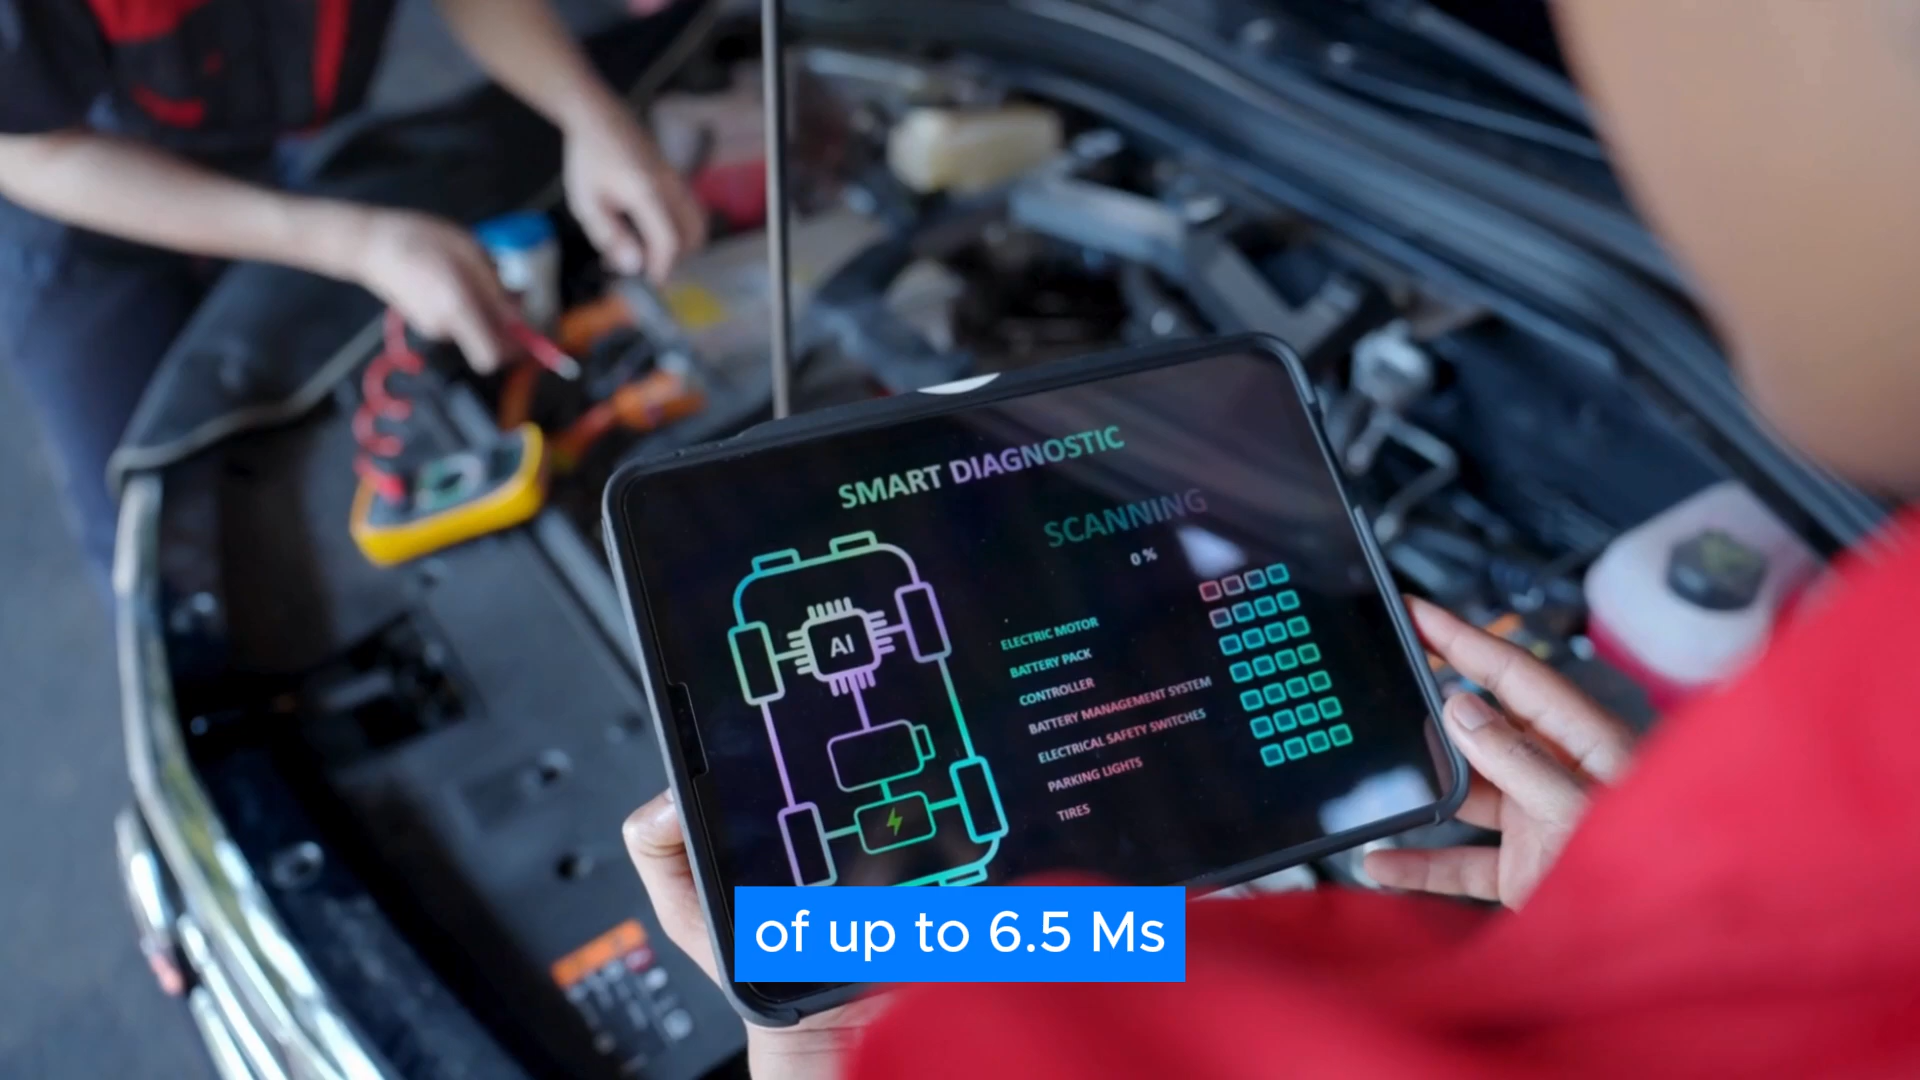 SMART DIAGNOSTIC
SCANNING
0 %
AI
ELECTRIC MOTOR
BATTERY PACK
CONTROLLER
BATTERY MANAGEMENT SYSTEM
ELECTRICAL SAFETY SWITCHES
PARKING LIGHTS
TIRES
of up to 6.5 Ms